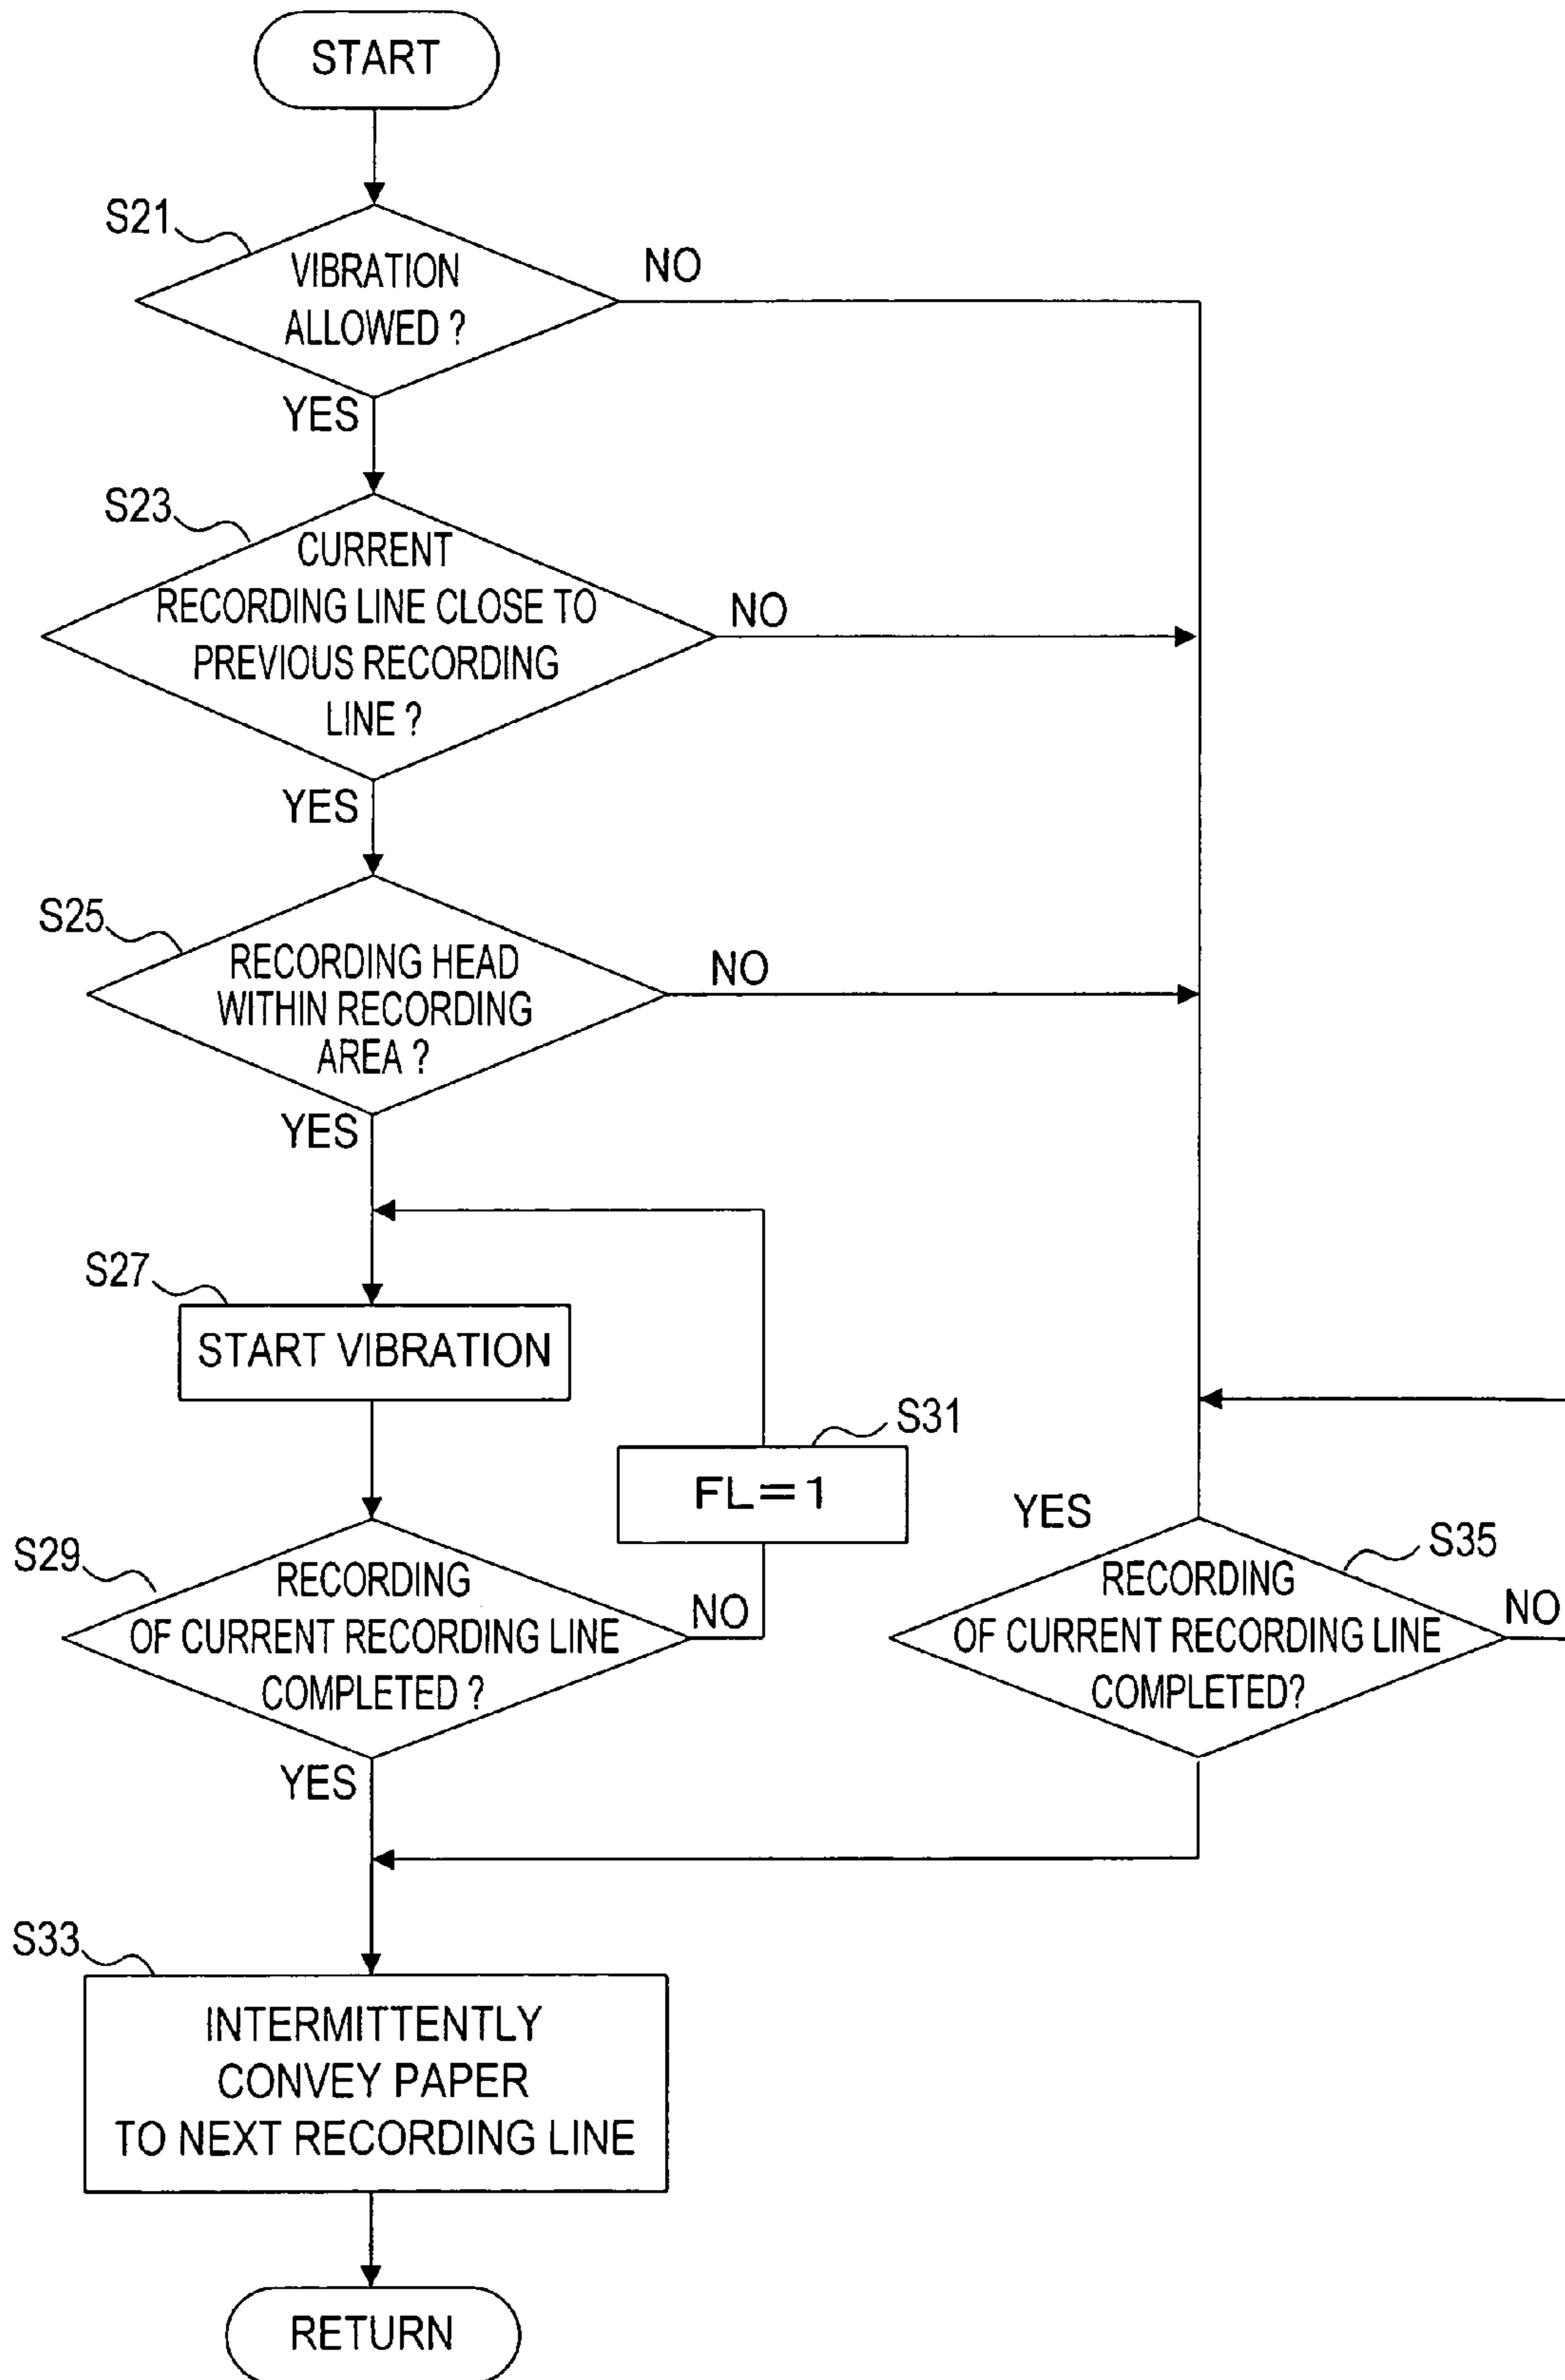 START
S21
VIBRATION
ALLOWED ?
NO
YES
S23
CURRENT
RECORDING LINE CLOSE TO
PREVIOUS RECORDING
LINE ?
NO
YES
S25
RECORDING HEAD
WITHIN RECORDING
AREA ?
NO
YES
S27
START VIBRATION
S31
FL=1
S29
RECORDING
OF CURRENT RECORDING LINE
COMPLETED ?
NO
YES
YES
S35
RECORDING
OF CURRENT RECORDING LINE
COMPLETED?
NO
S33
INTERMITTENTLY
CONVEY PAPER
TO NEXT RECORDING LINE
RETURN